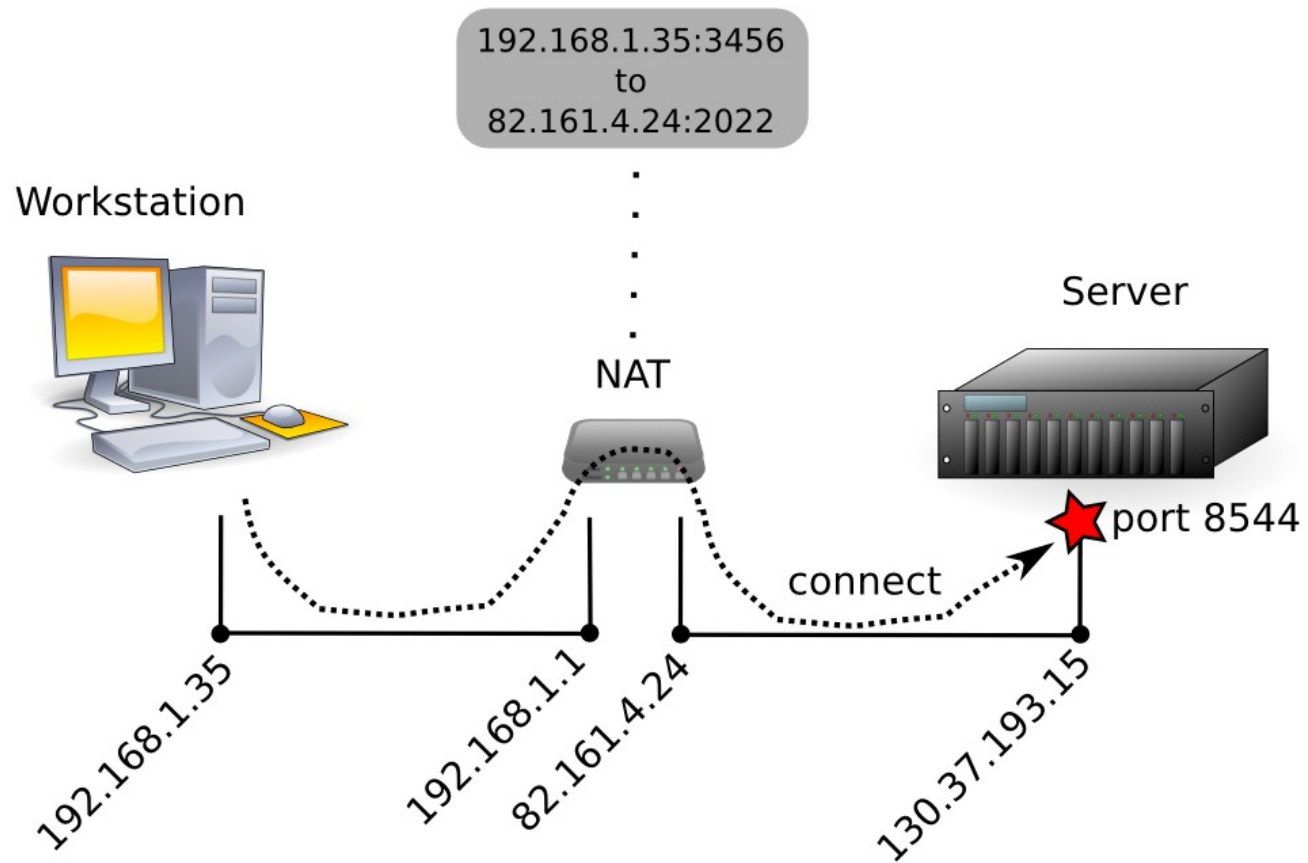 192.168.1.35:3456
to
82.161.4.24:2022
Workstation
Server
NAT
port 8544
connect
192.168.1.35
192.168.1.1
82.161.4.24
130.37.193.15